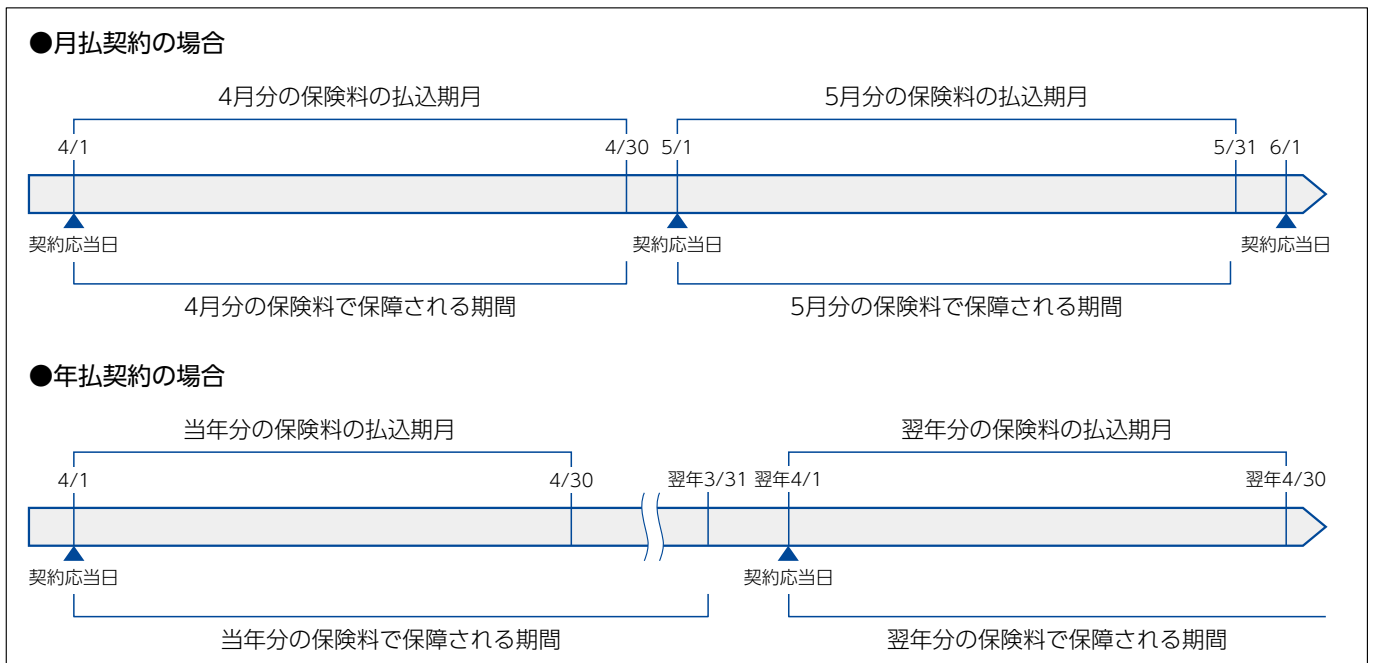 ●月払契約の場合
4月分の保険料の払込期月 5月分の保険料の払込期月
4/1 4/30 5/1 5/31 6/1
契約応当日 契約応当日 契約応当日
4月分の保険料で保障される期間 5月分の保険料で保障される期間
●年払契約の場合
当年分の保険料の払込期月 翌年分の保険料の払込期月
4/1 4/30 翌年3/31 翌年4/1 翌年4/30
契約応当日 契約応当日
当年分の保険料で保障される期間 翌年分の保険料で保障される期間